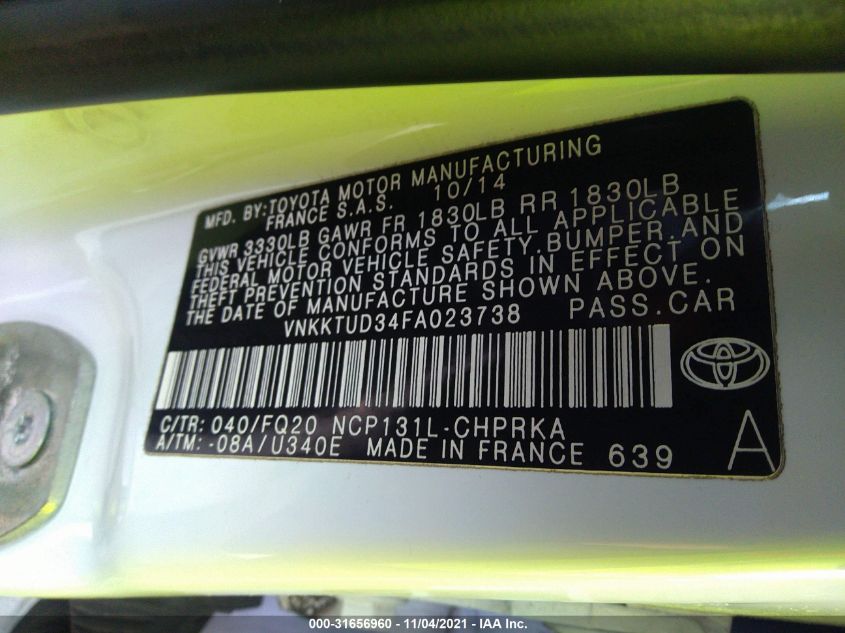 MFD. BY:TOYOTA MOTOR MANUFACTURING
FRANCE S.A.S. 10/14
GVWR 3330LB GAWR FR 1830LB RR 1830LB
THIS VEHICLE CONFORMS TO ALL APPLICABLE
FEDERAL MOTOR VEHICLE SAFETY,BUMPER,AND
THEFT PREVENTION STANDARDS IN EFFECT ON
THE DATE OF MANUFACTURE SHOWN ABOVE.
VNKKTUD34FA023738 PASS.CAR
C/TR: 040/FQ20 NCP131L-CHPRKA
A/TM: -08A/U340E MADE IN FRANCE 639 A
000-31656960 - 11/04/2021 - IAA Inc.